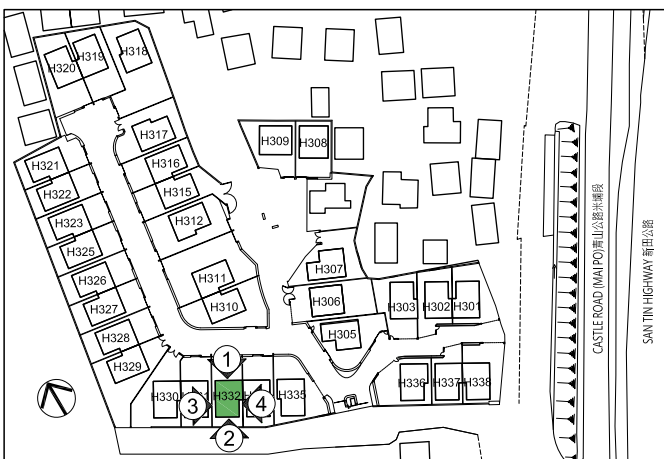 H318
H319
H320
H317
H309
H308
H316
H321
H315
H322
H312
H323
H325
H307
H311
H326
H306
H303
H302
H301
H310
H327
H305
H328
H329
1
H336
H337
H338
H330
3
H332
4
H335
2
CASTLE ROAD (MAI PO)青山公路米埔段
SAN TIN HIGHWAY 新田公路